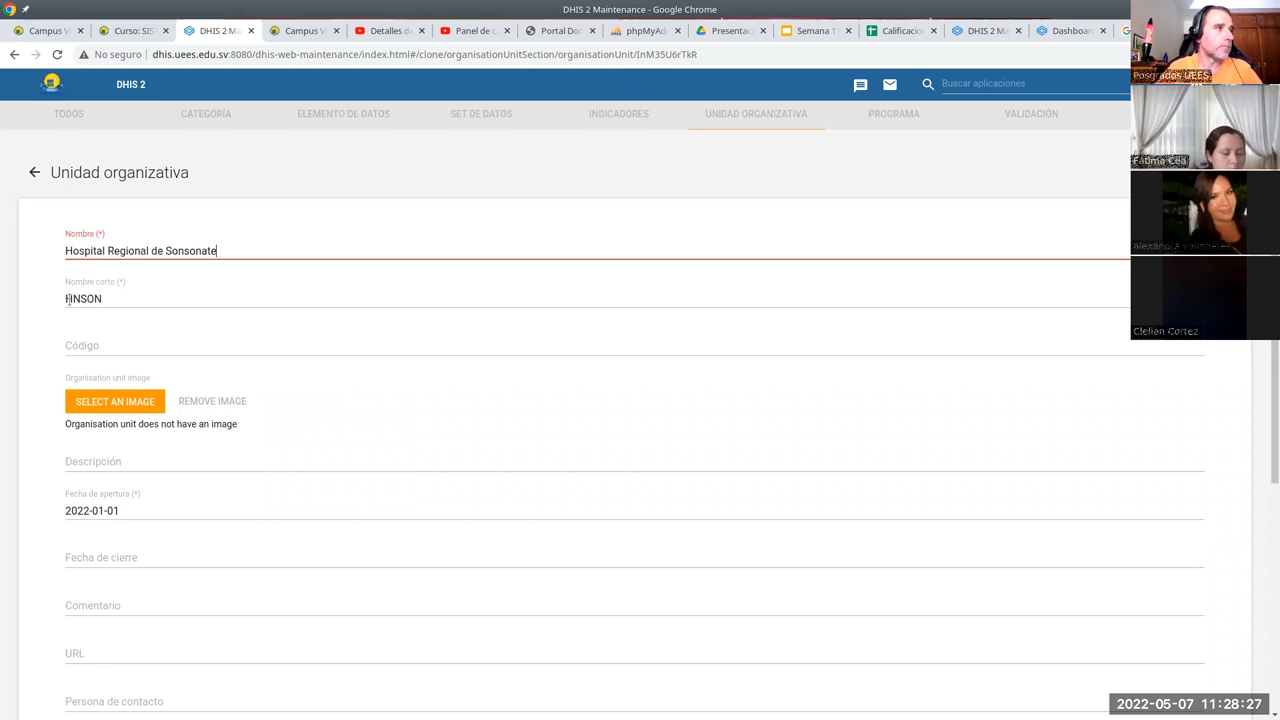 DHIS 2 Maintenance - Google Chrome
Campus V
Curso: SIS
DHIS 2 M
Campus V
Detalles de
Panel de
Portal Doc
phpMyAd
Presentac
Semana 1
Calificacio
DHIS 2 M
Dashboar
No seguro
dhis.uees.edu.sv:8080/dhis-web-maintenance/index.html#/clone/organisationUnitSection/organisationUnit/InM35U6rTkR
DHIS 2
Buscar aplicaciones
TODOS
CATEGORÍA
ELEMENTO DE DATOS
SET DE DATOS
INDICADORES
UNIDAD ORGANIZATIVA
PROGRAMA
VALIDACIÓN
Posgrados UEES
Fátima Cea
Clelian Cortez
Unidad organizativa
Nombre (*)
Hospital Regional de Sonsonate
Nombre corto (*)
HNSON
Código
Organisation unit image
SELECT AN IMAGE
REMOVE IMAGE
Organisation unit does not have an image
Descripción
Fecha de apertura (*)
2022-01-01
Fecha de cierre
Comentario
URL
Persona de contacto
2022-05-07 11:28:27